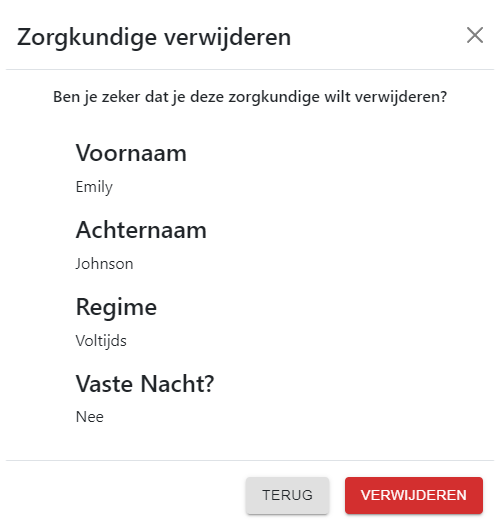 Zorgkundige verwijderen
Ben je zeker dat je deze zorgkundige wilt verwijderen?
Voornaam
Emily
Achternaam
Johnson
Regime
Voltijds
Vaste Nacht?
Nee
TERUG
VERWIJDEREN